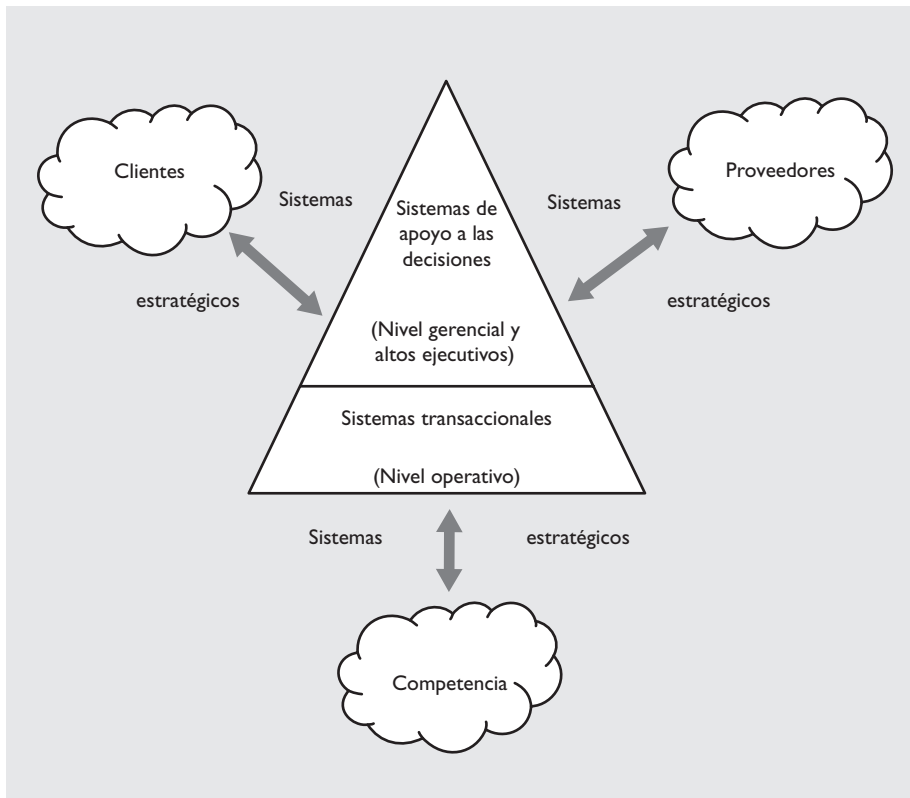 Clientes
Proveedores
Sistemas
estratégicos
Sistemas de
apoyo a las
decisiones
(Nivel gerencial y
altos ejecutivos)
Sistemas
estratégicos
Sistemas transaccionales
(Nivel operativo)
Sistemas
estratégicos
Competencia